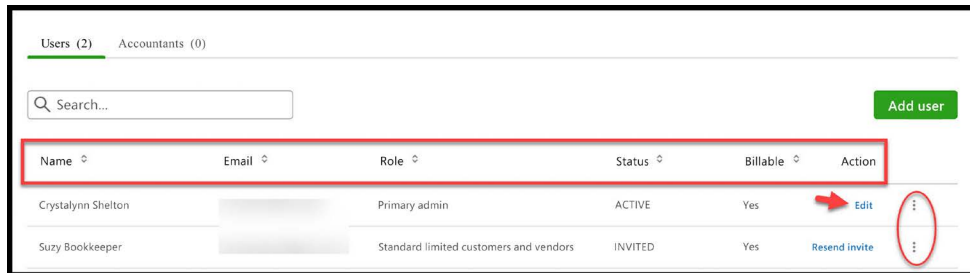 Users (2) Accountants (0)
Search...
Add user
Name Email Role Status Billable Action
Crystalynn Shelton Primary admin ACTIVE Yes Edit
Suzy Bookkeeper Standard limited customers and vendors INVITED Yes Resend invite